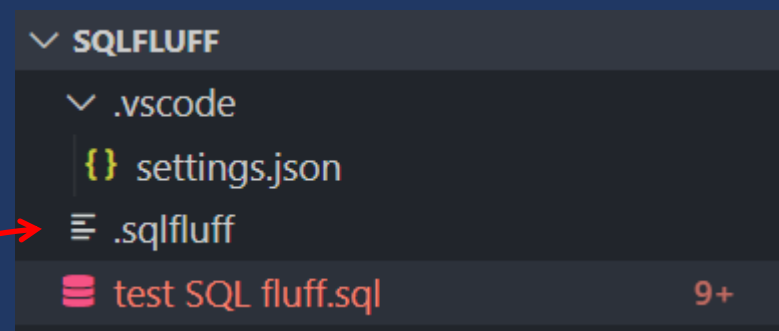 SQLFLUFF
.vscode
{} settings.json
.sqlfluff
test SQL fluff.sql 9+